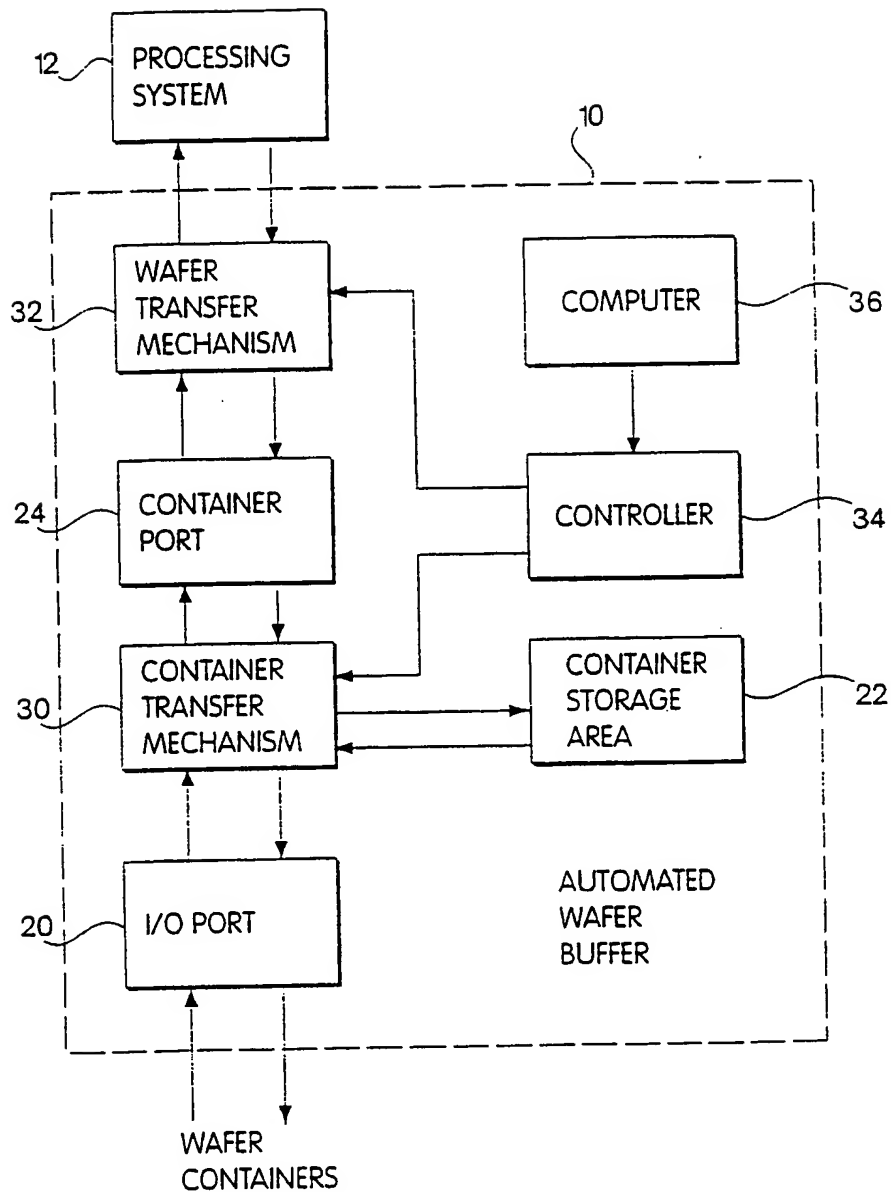 12
PROCESSING
SYSTEM
10
32
WAFER
TRANSFER
MECHANISM
COMPUTER
36
24
CONTAINER
PORT
CONTROLLER
34
30
CONTAINER
TRANSFER
MECHANISM
CONTAINER
STORAGE
AREA
22
20
I/O PORT
AUTOMATED
WAFER
BUFFER
WAFER
CONTAINERS